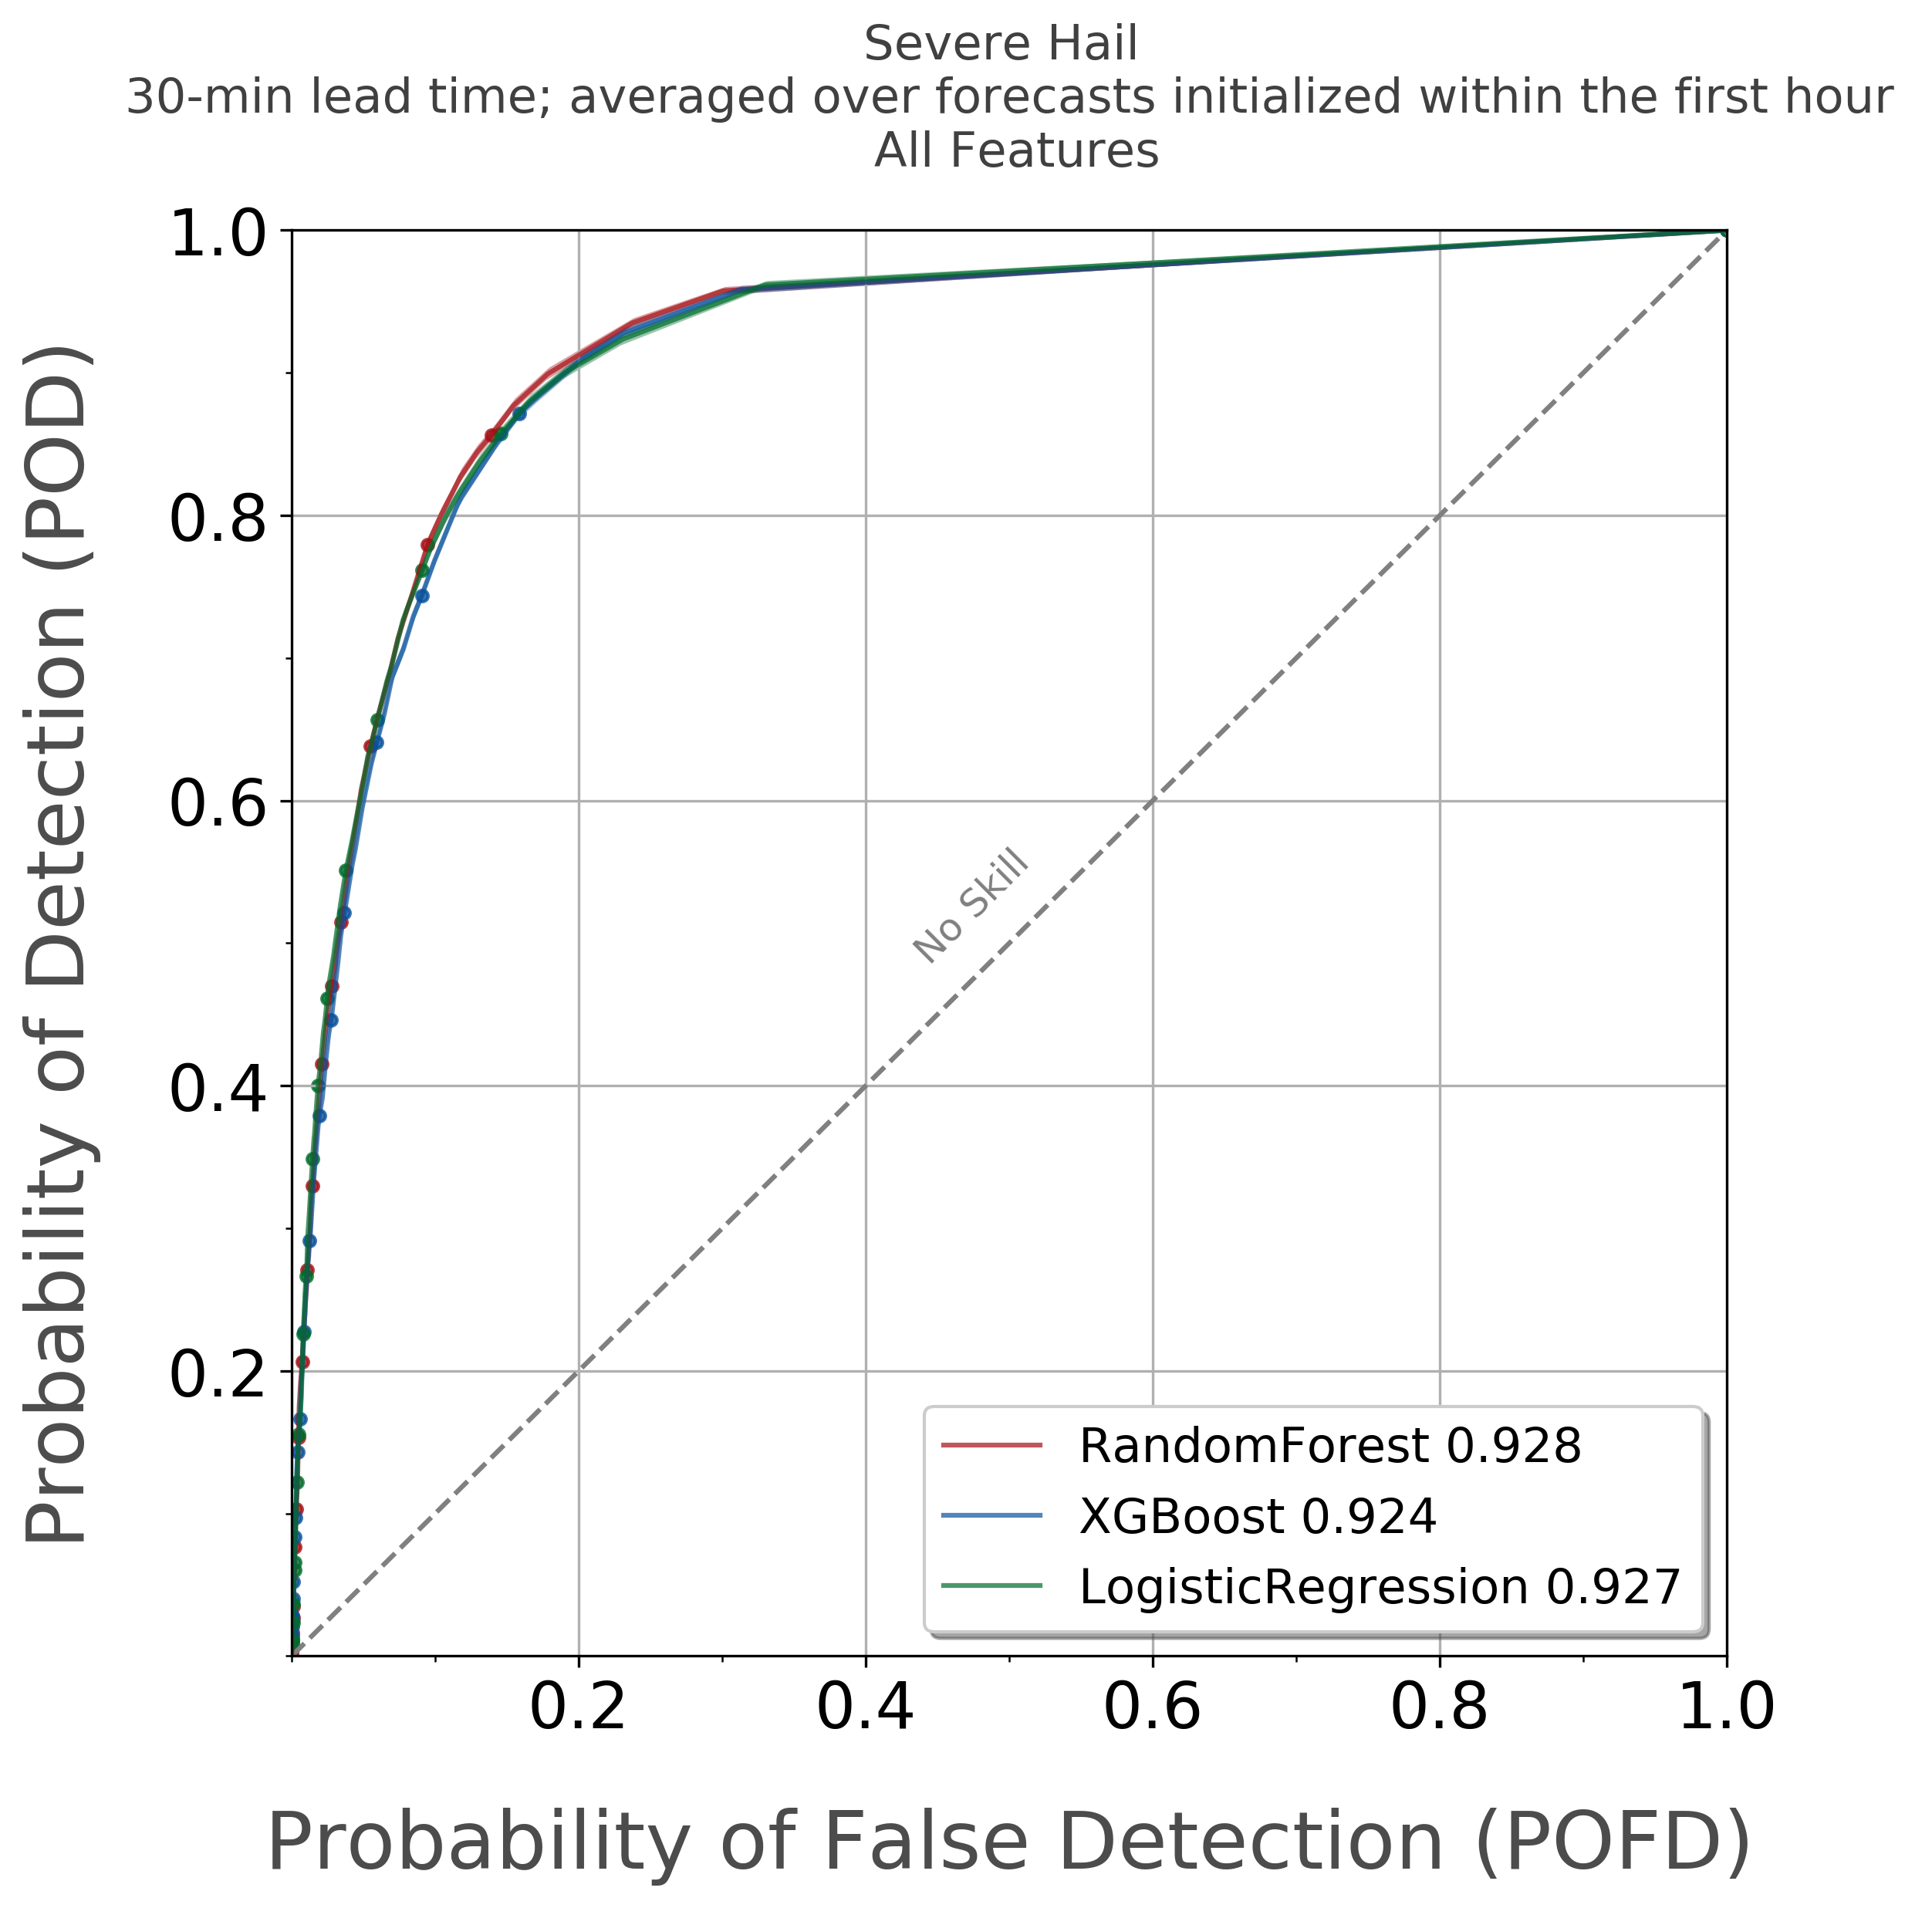 Severe Hail
30-min lead time; averaged over forecasts initialized within the first hour
All Features
Probability of Detection (POD)
1.0
0.8
0.6
0.4
0.2
No Skill
RandomForest 0.928
XGBoost 0.924
LogisticRegression 0.927
0.2 0.4 0.6 0.8 1.0
Probability of False Detection (POFD)